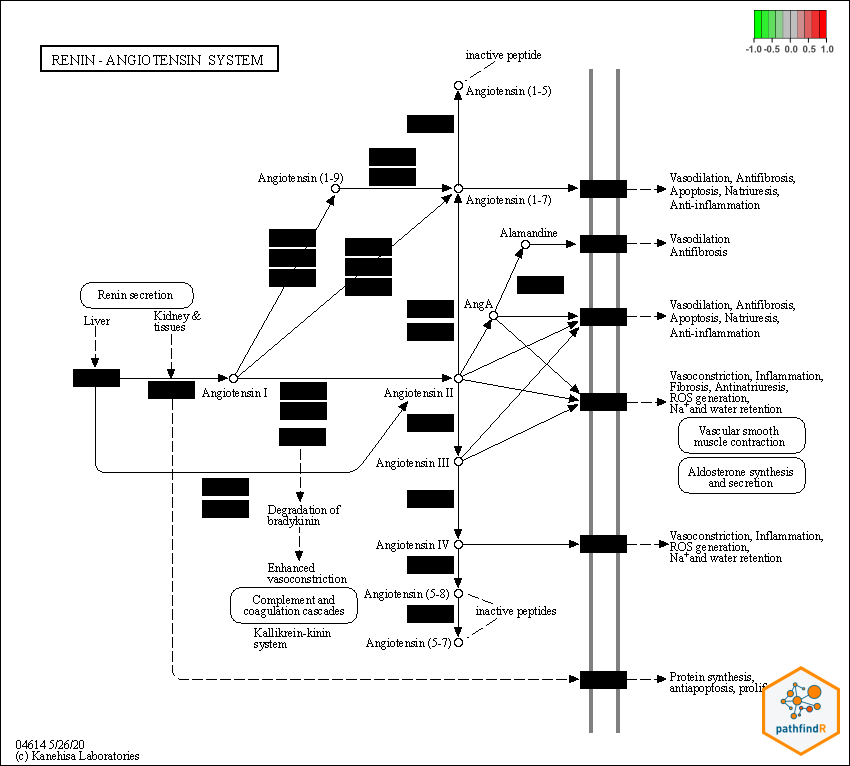 -1.0 -0.5 0.0 0.5 1.0
RENIN - ANGIOTENSIN SYSTEM
inactive peptide
Angiotensin (1-5)
Angiotensin (1-9)
Angiotensin (1-7)
Vasodilation, Antifibrosis,
Apoptosis, Natriuresis,
Anti-inflammation
Alamandine
Vasodilation
Antifibrosis
Renin secretion
Liver
Kidney &
tissues
AngA
Vasodilation, Antifibrosis,
Apoptosis, Natriuresis,
Anti-inflammation
Angiotensin I
Angiotensin II
Vasoconstriction, Inflammation,
Fibrosis, Antinatriuresis,
ROS generation,
Na+ and water retention
Vascular smooth
muscle contraction
Angiotensin III
Aldosterone synthesis
and secretion
Degradation of
bradykinin
Angiotensin IV
Vasoconstriction, Inflammation,
ROS generation,
Na+ and water retention
Enhanced
vasoconstriction
Complement and
coagulation cascades
Kallikrein-kinin
system
Angiotensin (5-8)
inactive peptides
Angiotensin (5-7)
Protein synthesis,
antiapoptosis, prolif
pathfindR
04614 5/26/20
(c) Kanehisa Laboratories